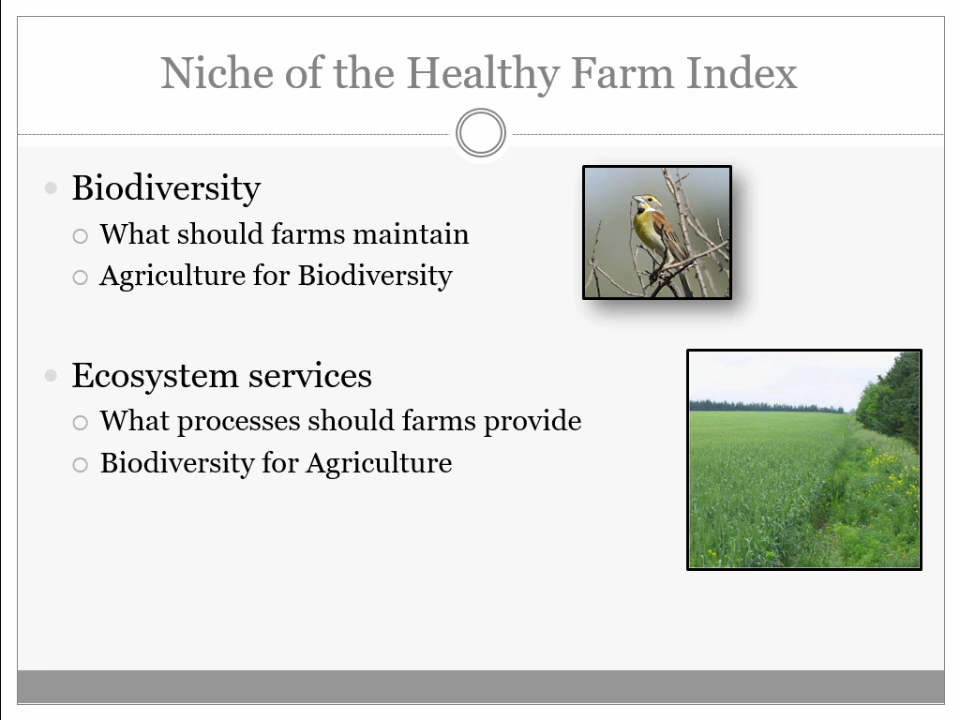 Niche of the Healthy Farm Index
Biodiversity
What should farms maintain
Agriculture for Biodiversity
Ecosystem services
What processes should farms provide
Biodiversity for Agriculture